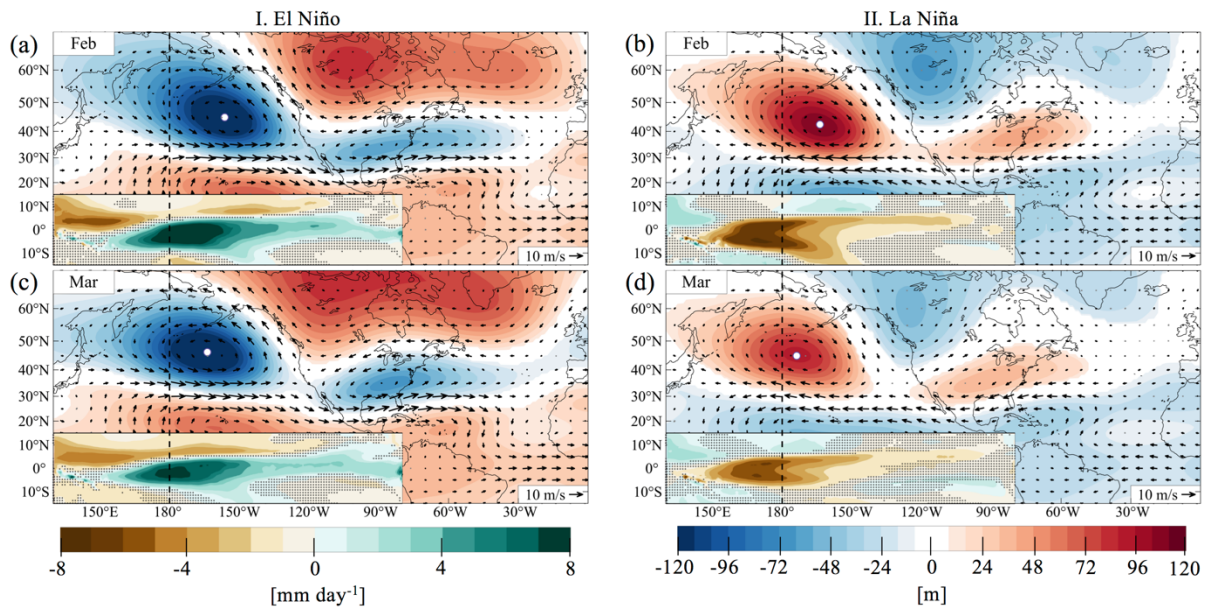 I. El Niño
II. La Niña
(a)
Feb
60°N
50°N
40°N
30°N
20°N
10°N
0°
10°S
10 m/s
(b)
Feb
60°N
50°N
40°N
30°N
20°N
10°N
0°
10°S
10 m/s
(c)
Mar
60°N
50°N
40°N
30°N
20°N
10°N
0°
10°S
10 m/s
150°E 180° 150°W 120°W 90°W 60°W 30°W
(d)
Mar
60°N
50°N
40°N
30°N
20°N
10°N
0°
10°S
10 m/s
150°E 180° 150°W 120°W 90°W 60°W 30°W
-8 -4 0 4 8
[mm day⁻¹]
-120 -96 -72 -48 -24 0 24 48 72 96 120
[m]